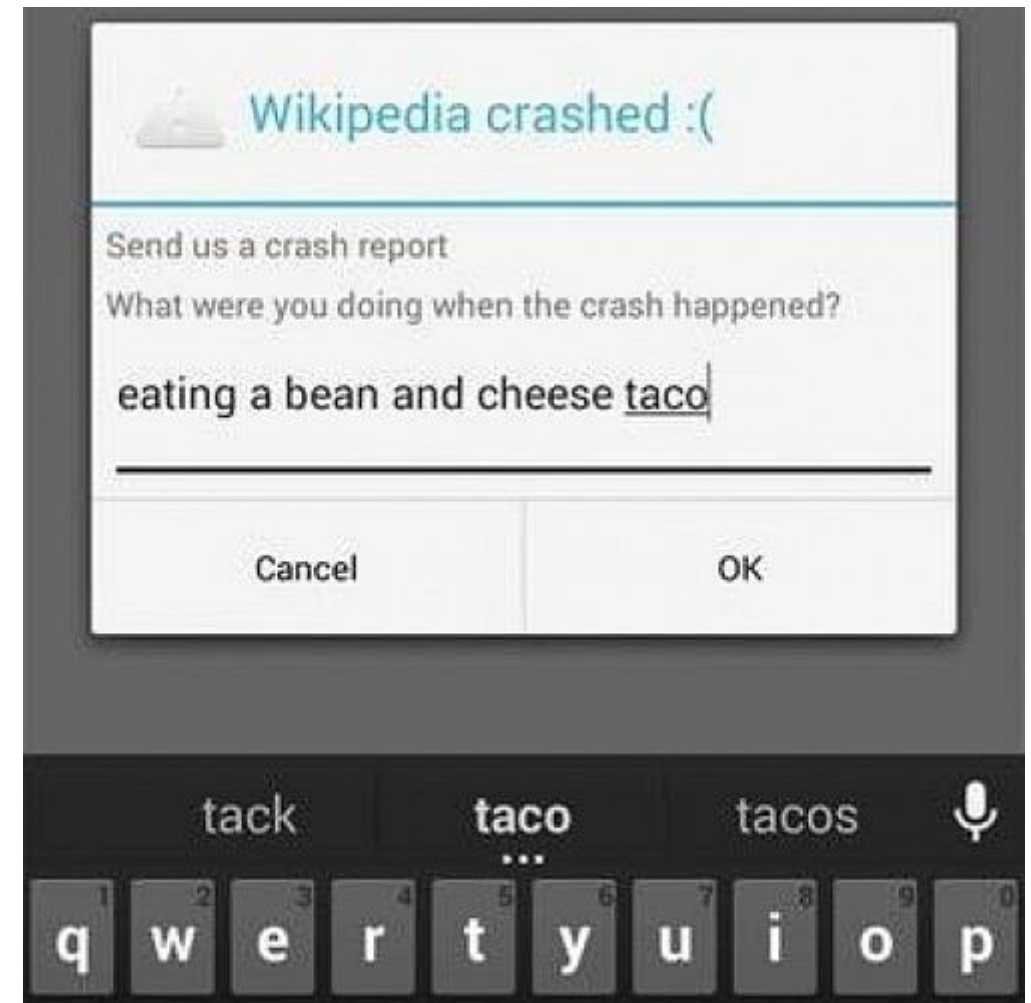 Wikipedia crashed :(
Send us a crash report
What were you doing when the crash happened?
eating a bean and cheese taco
Cancel OK
tack taco tacos
1 2 3 4 5 6 7 8 9 0
q w e r t y u i o p